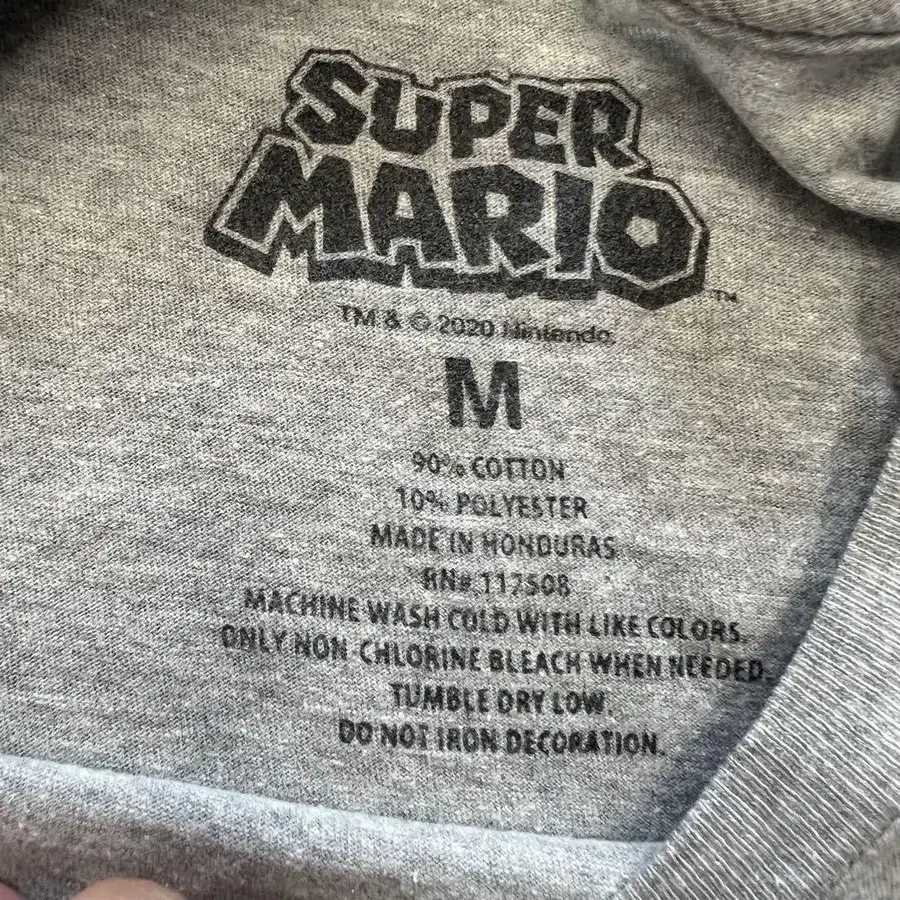 SUPER
MARIO™
TM & © 2020 Nintendo.
M
90% COTTON
10% POLYESTER
MADE IN HONDURAS
RN# 117508
MACHINE WASH COLD WITH LIKE COLORS.
ONLY NON-CHLORINE BLEACH WHEN NEEDED.
TUMBLE DRY LOW.
DO NOT IRON DECORATION.